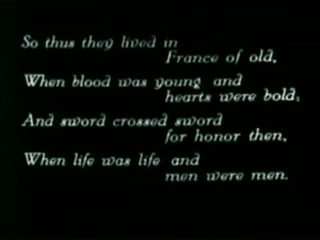 So thus they lived in
France of old,
When blood was young and
hearts were bold;
And sword crossed sword
for honor then,
When life was life and
men were men.